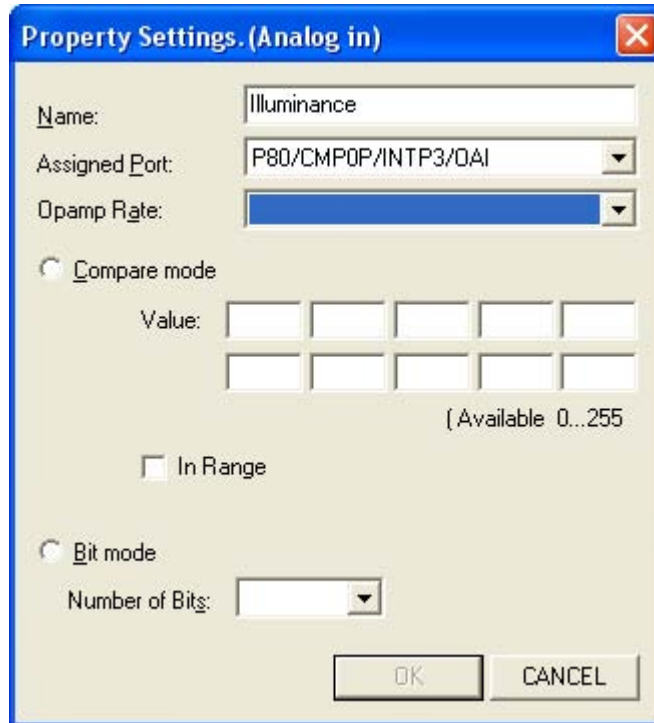 Property Settings.(Analog in)
Name: Illuminance
Assigned Port: P80/CMP0P/INTP3/OAI
Opamp Rate:
Compare mode
Value:
( Available 0...255
In Range
Bit mode
Number of Bits:
OK CANCEL